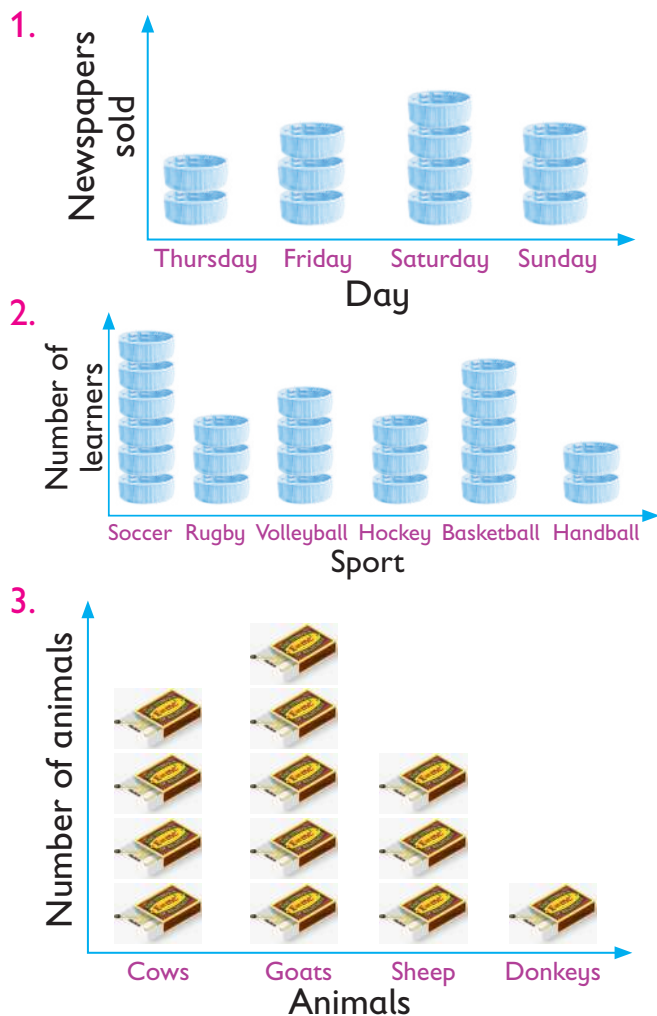 1.
Newspapers
sold
Thursday Friday Saturday Sunday
Day
2.
Number of
learners
Soccer Rugby Volleyball Hockey Basketball Handball
Sport
3.
Number of animals
Cows Goats Sheep Donkeys
Animals